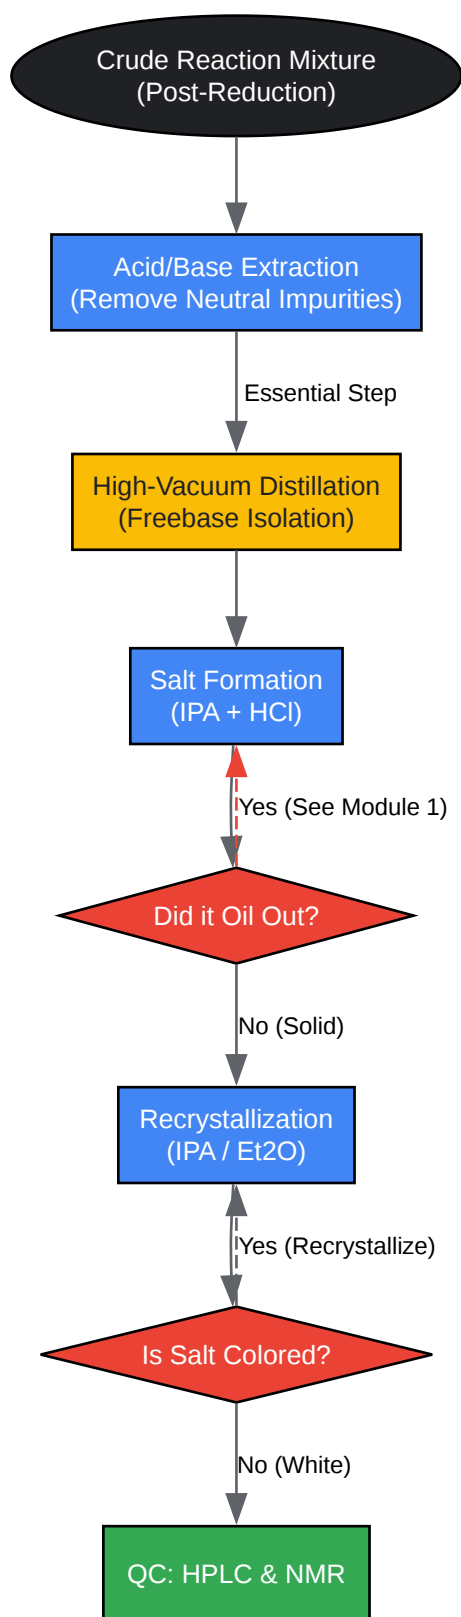 Crude Reaction Mixture
(Post-Reduction)
Acid/Base Extraction
(Remove Neutral Impurities)
Essential Step
High-Vacuum Distillation
(Freebase Isolation)
Salt Formation
(IPA + HCl)
Yes (See Module 1)
Did it Oil Out?
No (Solid)
Recrystallization
(IPA / Et2O)
Yes (Recrystallize)
Is Salt Colored?
No (White)
QC: HPLC & NMR